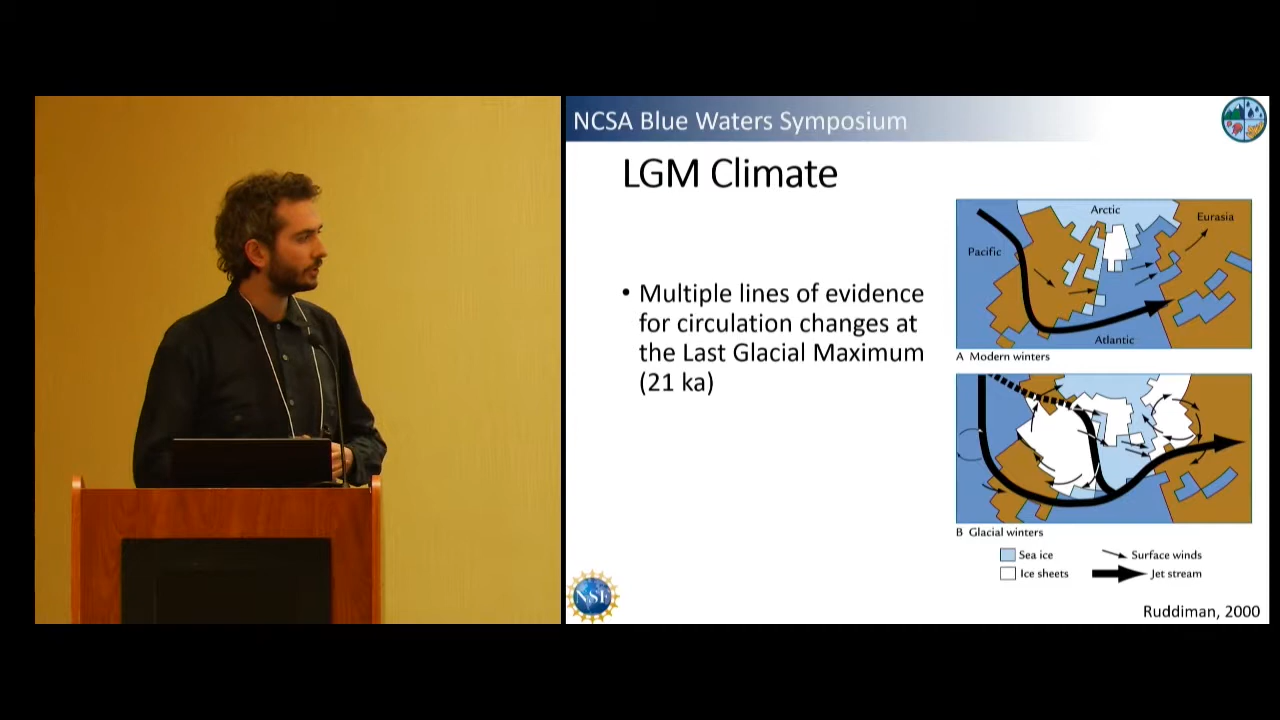 NCSA Blue Waters Symposium
LGM Climate
• Multiple lines of evidence
for circulation changes at
the Last Glacial Maximum
(21 ka)
Arctic
Eurasia
Pacific
Atlantic
A Modern winters
B Glacial winters
Sea ice
Surface winds
Ice sheets
Jet stream
Ruddiman, 2000
NSF